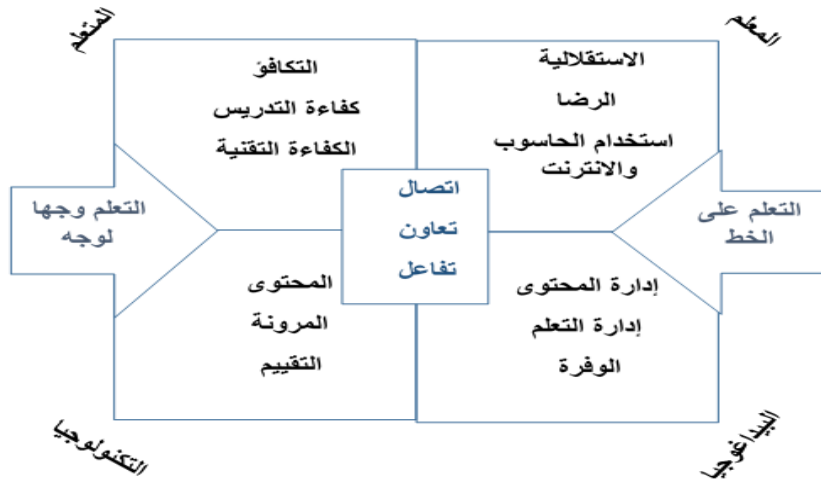 المعلم
المتعلم
الاستقلالية
الرضا
استخدام الحاسوب
والانترنت
التكافؤ
كفاءة التدريس
الكفاءة التقنية
التعلم على
الخط
اتصال
تعاون
تفاعل
التعلم وجها
لوجه
إدارة المحتوى
إدارة التعلم
الوفرة
المحتوى
المرونة
التقييم
البيداغوجيا
التكنولوجيا